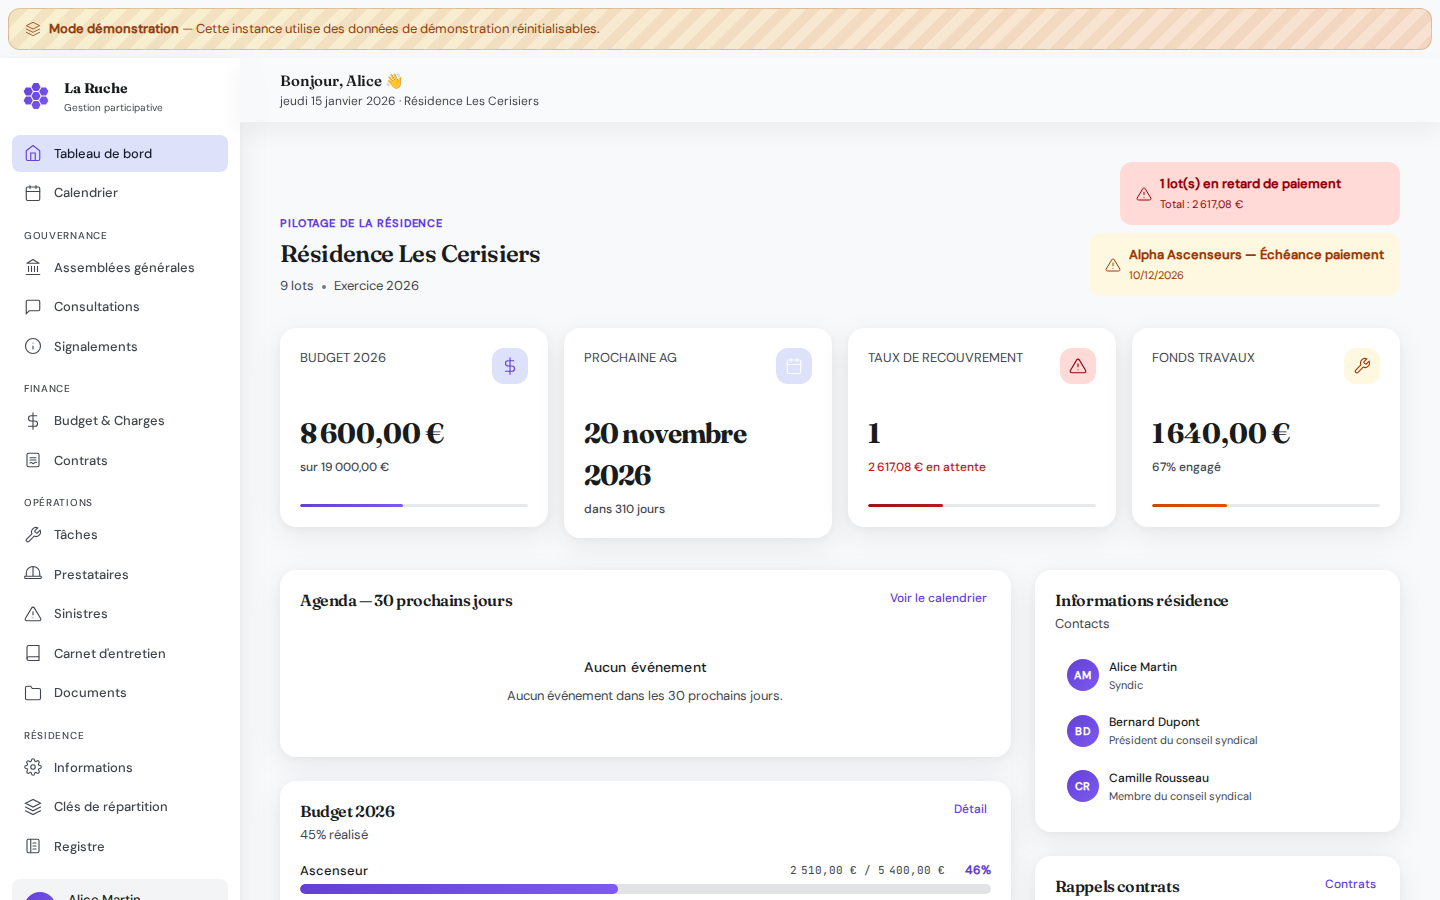 Mode démonstration — Cette instance utilise des données de démonstration réinitialisables.
La Ruche
Gestion participative
Tableau de bord
Calendrier
GOUVERNANCE
Assemblées générales
Consultations
Signalements
FINANCE
Budget & Charges
Contrats
OPÉRATIONS
Tâches
Prestataires
Sinistres
Carnet d'entretien
Documents
RÉSIDENCE
Informations
Clés de répartition
Registre
Alice Martin
Bonjour, Alice 👋
jeudi 15 janvier 2026 · Résidence Les Cerisiers
PILOTAGE DE LA RÉSIDENCE
Résidence Les Cerisiers
9 lots • Exercice 2026
1 lot(s) en retard de paiement
Total : 2 617,08 €
Alpha Ascenseurs — Échéance paiement
10/12/2026
BUDGET 2026
8 600,00 €
sur 19 000,00 €
PROCHAINE AG
20 novembre
2026
dans 310 jours
TAUX DE RECOUVREMENT
1
2 617,08 € en attente
FONDS TRAVAUX
1 640,00 €
67% engagé
Agenda — 30 prochains jours
Voir le calendrier
Aucun événement
Aucun événement dans les 30 prochains jours.
Budget 2026
Détail
45% réalisé
Ascenseur 2 510,00 € / 5 400,00 € 46%
Informations résidence
Contacts
AM
Alice Martin
Syndic
BD
Bernard Dupont
Président du conseil syndical
CR
Camille Rousseau
Membre du conseil syndical
Rappels contrats
Contrats